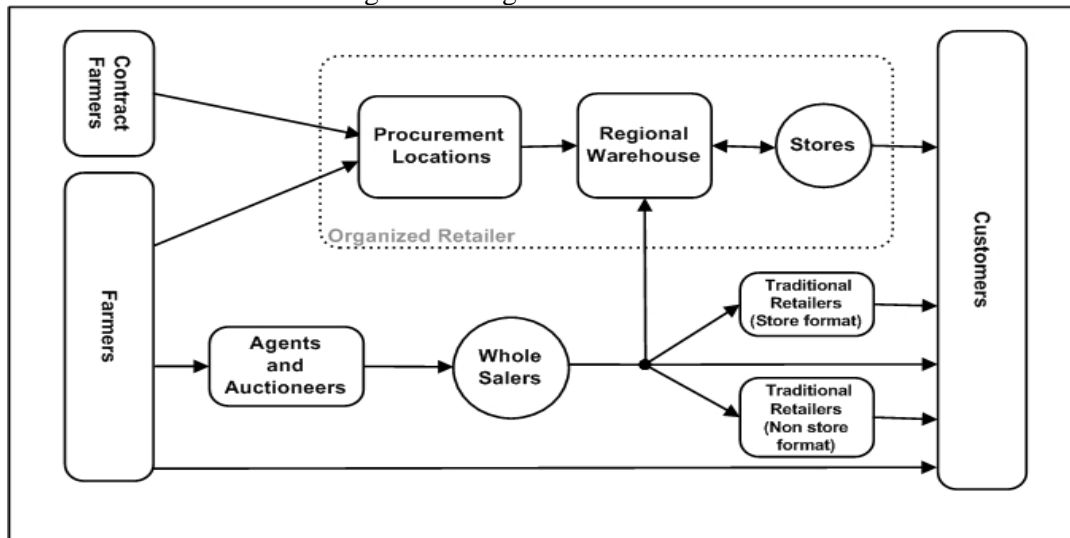 Contract
Farmers
Procurement
Locations
Regional
Warehouse
Stores
Organized Retailer
Customers
Farmers
Agents
and
Auctioneers
Whole
Salers
Traditional
Retailers
(Store format)
Traditional
Retailers
(Non store
format)